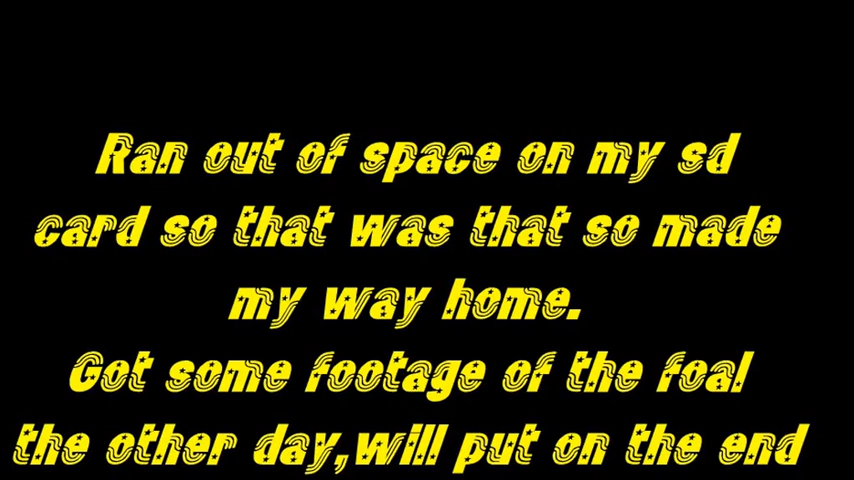 Ran out of space on my sd
card so that was that so made
my way home.
Got some footage of the foal
the other day,will put on the end